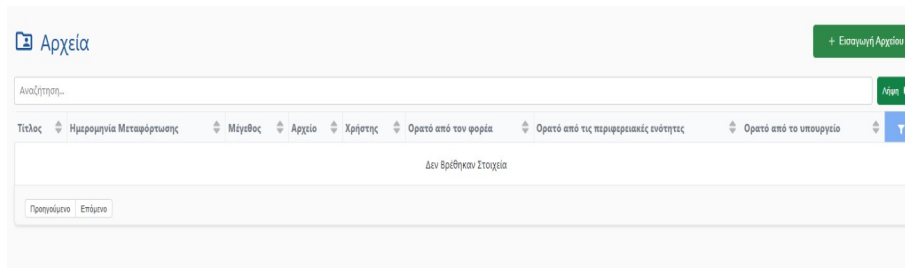 Αρχεία
+ Εισαγωγή Αρχείου
Αναζήτηση...
Λήψη
Τίτλος Ημερομηνία Μεταφόρτωσης Μέγεθος Αρχείο Χρήστης Ορατό από τον φορέα Ορατό από τις περιφερειακές ενότητες Ορατό από το υπουργείο
Δεν Βρέθηκαν Στοιχεία
Προηγούμενο Επόμενο